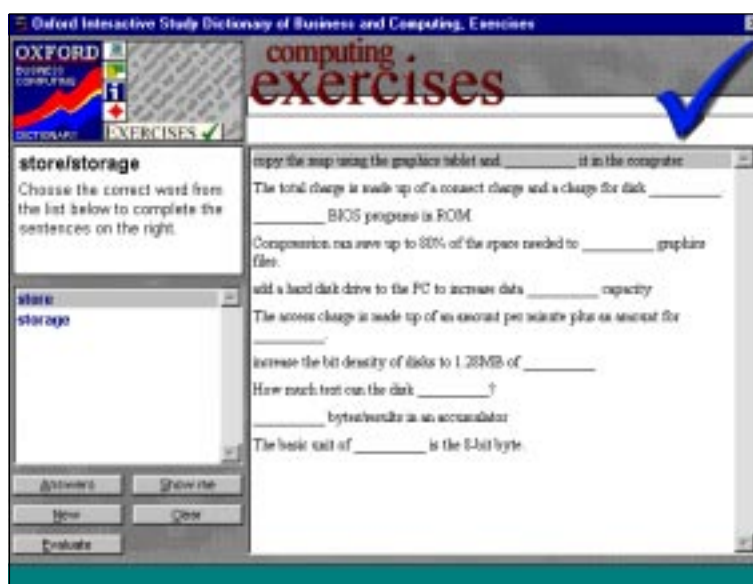 Oxford Interactive Study Dictionary of Business and Computing, Exercises
OXFORD
BUSINESS
COMPUTING
DICTIONARY
EXERCISES
computing
exercises
store/storage
Choose the correct word from
the list below to complete the
sentences on the right.
store
storage
Answers
Show me
New
Clear
Evaluate
copy the map using the graphics tablet and __________ it in the computer
The total charge is made up of a connect charge and a charge for disk __________
__________ BIOS programs in ROM
Compression can save up to 80% of the space needed to __________ graphics
files.
add a hard disk drive to the PC to increase data __________ capacity
The access charge is made up of an amount per minute plus an amount for
__________.
increase the bit density of disks to 1.28MB of __________
How much text can the disk __________?
__________ bytes/results in an accumulator
The basic unit of __________ is the 8-bit byte.